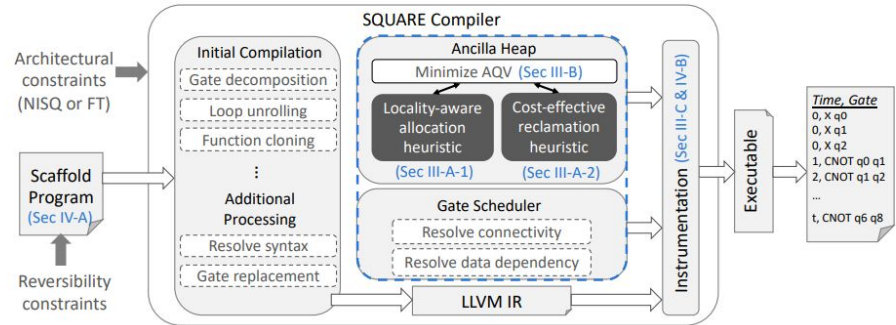 SQUARE Compiler
Architectural
constraints
(NISQ or FT)
Scaffold
Program
(Sec IV-A)
Reversibility
constraints
Initial Compilation
Gate decomposition
Loop unrolling
Function cloning
⋮
Additional
Processing
Resolve syntax
Gate replacement
Ancilla Heap
Minimize AQV (Sec III-B)
Locality-aware
allocation
heuristic
(Sec III-A-1)
Cost-effective
reclamation
heuristic
(Sec III-A-2)
Gate Scheduler
Resolve connectivity
Resolve data dependency
LLVM IR
Instrumentation (Sec III-C & IV-B)
Executable
Time, Gate
0, X q0
0, X q1
0, X q2
1, CNOT q0 q1
2, CNOT q1 q2
...
t, CNOT q6 q8